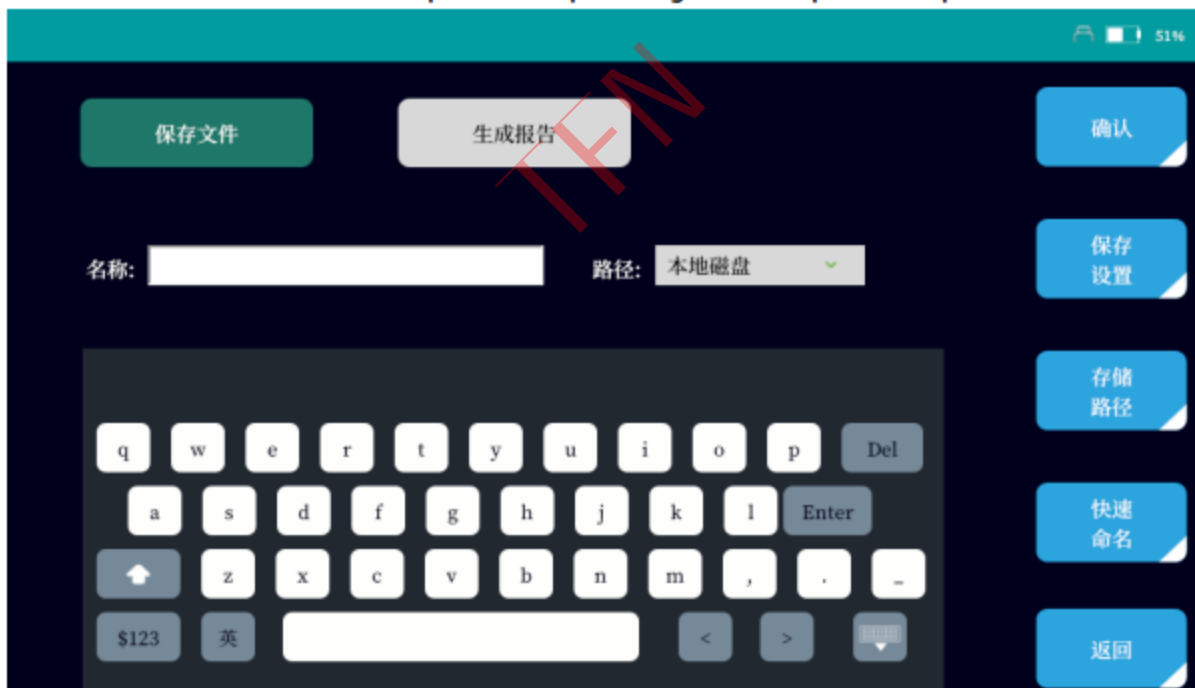 51%
保存文件
生成报告
确认
TFN
名称:
路径:
本地磁盘
保存
设置
存储
路径
q w e r t y u i o p Del
a s d f g h j k l Enter
z x c v b n m , . _
快速
命名
$123 英 < >
返回